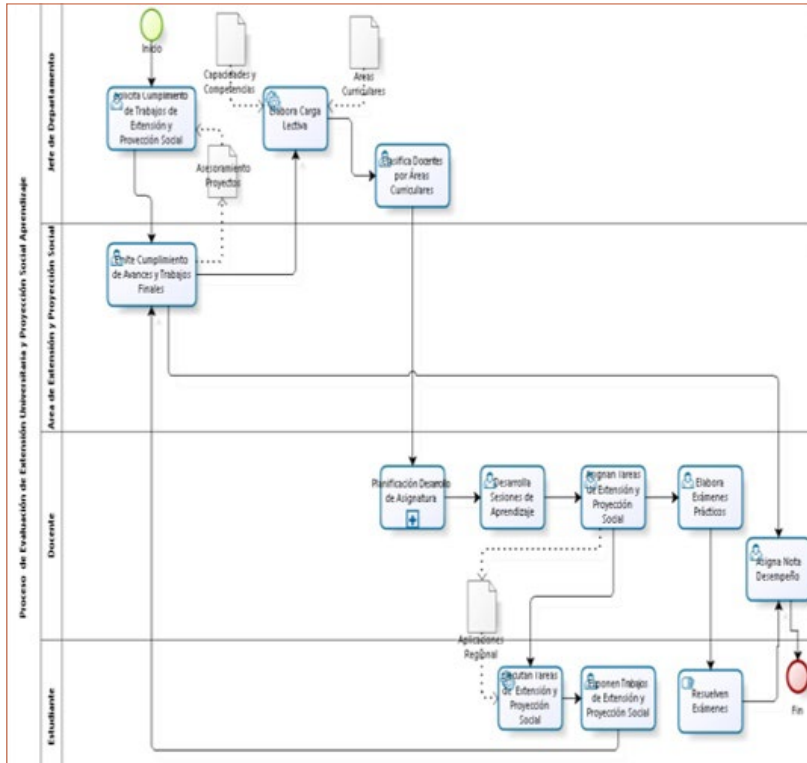 Proceso de Evaluación de Extensión Universitaria y Proyección Social Aprendizaje
Jefe de Departamento
Inicio
Capacidades y
Competencias
Areas
Curriculares
Solicita Cumplimiento
de Trabajos de
Extensión y
Proyección Social
Elabora Carga
Lectiva
Asesoramiento
Proyectos
Clasifica Docentes
por Áreas
Curriculares
Area de Extensión y Proyección Social
Emite Cumplimiento
de Avances y Trabajos
Finales
Docente
Planificación Desarrollo
de Asignatura
Desarrolla
Sesiones de
Aprendizaje
Asignan Tareas
de Extensión y
Proyección
Social
Elabora
Exámenes
Prácticos
Asigna Nota
Desempeño
Aplicaciones
Regional
Estudiante
Ejecutan Tareas
de Extensión y
Proyección
Social
Exponen Trabajos
de Extensión y
Proyección Social
Resuelven
Exámenes
Fin